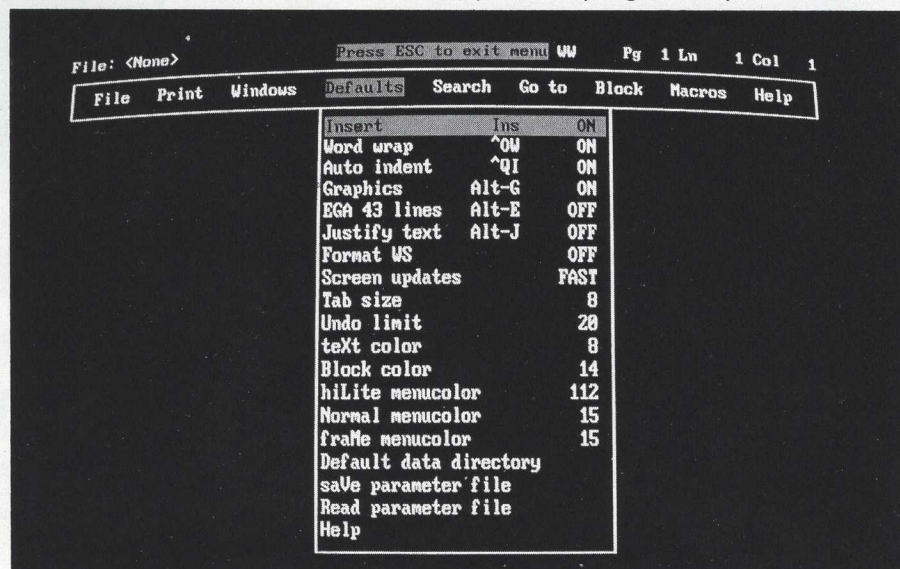 File: <None> Press ESC to exit menu WW Pg 1 Ln 1 Col 1
File Print Windows Defaults Search Go to Block Macros Help
Insert Ins ON
Word wrap ^OW ON
Auto indent ^QI ON
Graphics Alt-G ON
EGA 43 lines Alt-E OFF
Justify text Alt-J OFF
Format WS OFF
Screen updates FAST
Tab size 8
Undo limit 20
teXt color 8
Block color 14
hiLite menucolor 112
Normal menucolor 15
fraMe menucolor 15
Default data directory
saVe parameter file
Read parameter file
Help